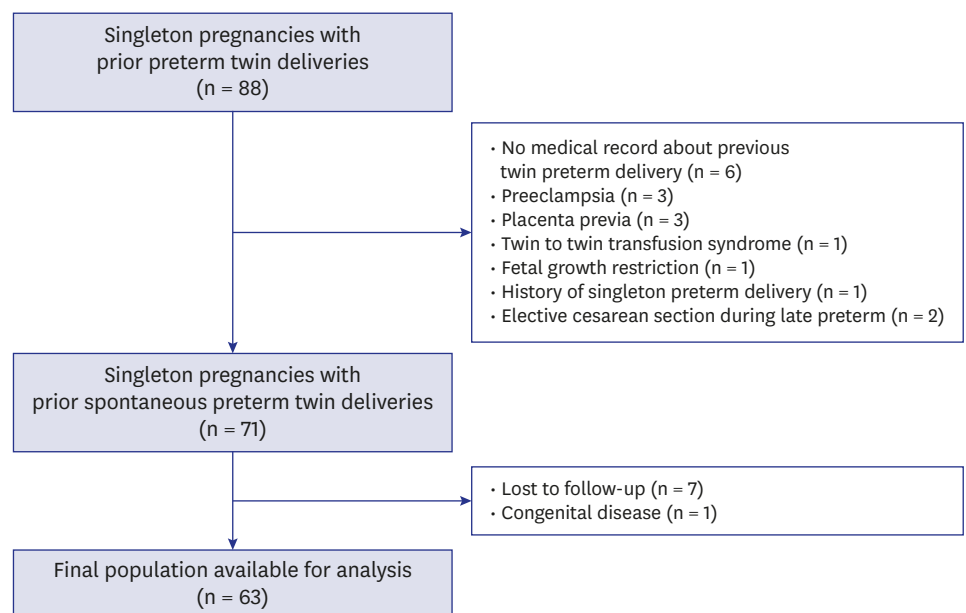 Singleton pregnancies with
prior preterm twin deliveries
(n = 88)
· No medical record about previous
twin preterm delivery (n = 6)
· Preeclampsia (n = 3)
· Placenta previa (n = 3)
· Twin to twin transfusion syndrome (n = 1)
· Fetal growth restriction (n = 1)
· History of singleton preterm delivery (n = 1)
· Elective cesarean section during late preterm (n = 2)
Singleton pregnancies with
prior spontaneous preterm twin deliveries
(n = 71)
· Lost to follow-up (n = 7)
· Congenital disease (n = 1)
Final population available for analysis
(n = 63)